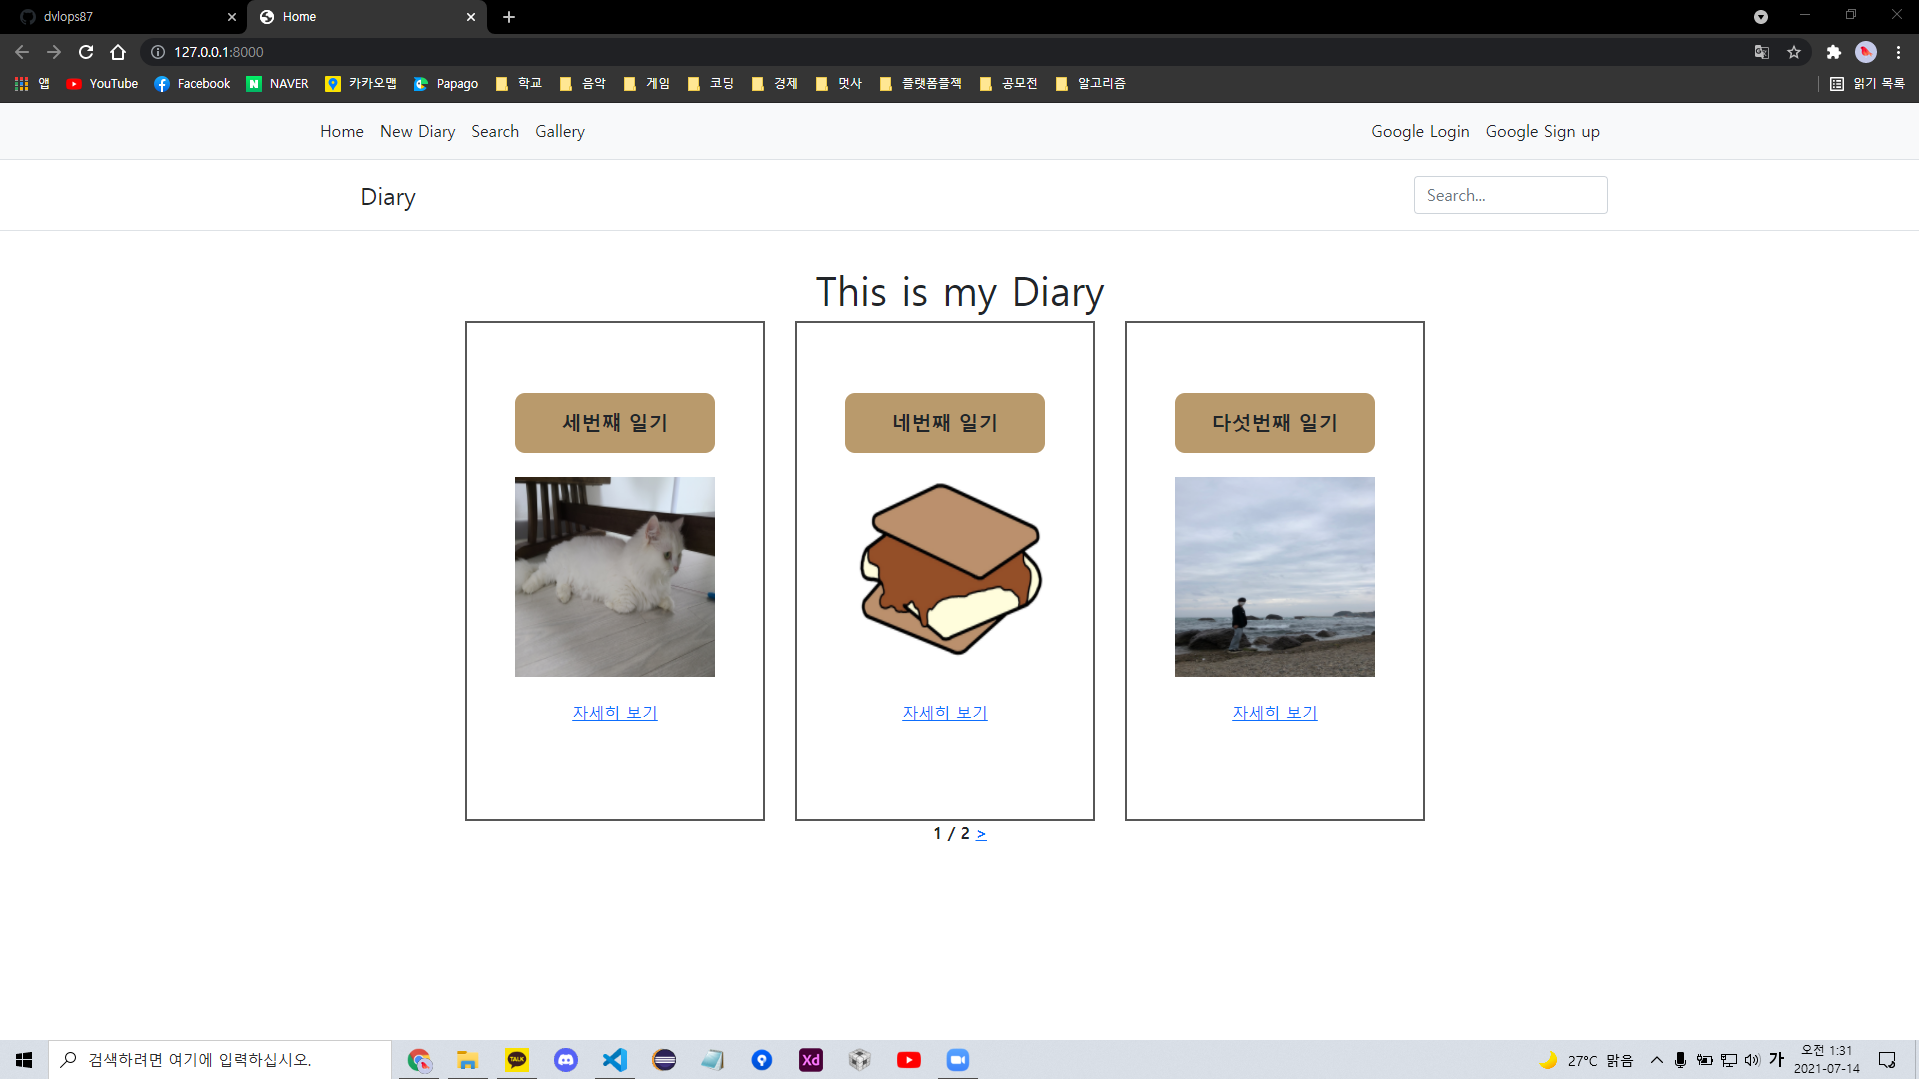 dvlops87
Home
127.0.0.1:8000
앱 YouTube Facebook NAVER 카카오맵 Papago 학교 음악 게임 코딩 경제 멋사 플랫폼플젝 공모전 알고리즘 읽기 목록
Home New Diary Search Gallery Google Login Google Sign up
Diary Search...
This is my Diary
세번째 일기 네번째 일기 다섯번째 일기
자세히 보기 자세히 보기 자세히 보기
1 / 2 >
검색하려면 여기에 입력하십시오. TALK Xd 27°C 맑음 가 오전 1:31
2021-07-14